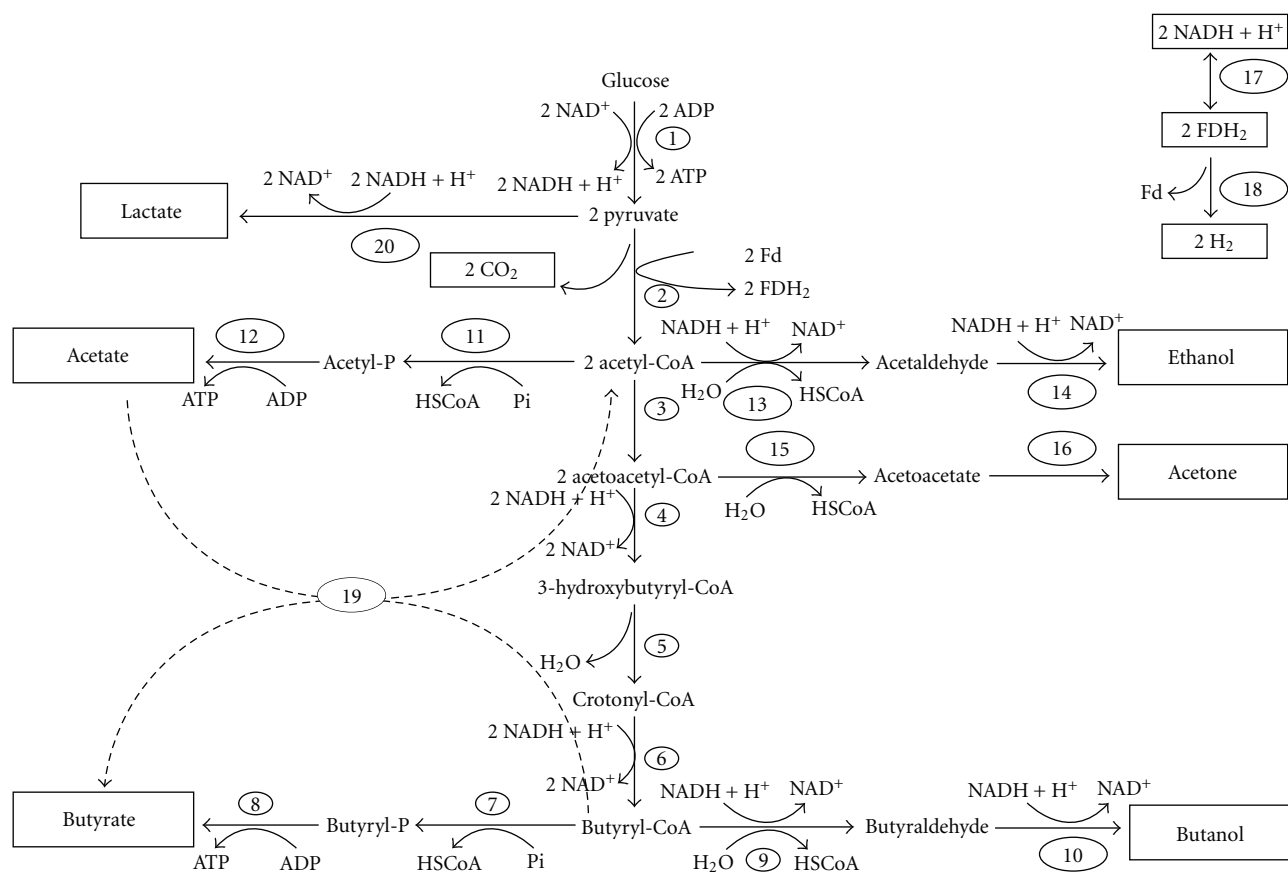 2 NADH + H⁺
17
Glucose
2 NAD⁺ 2 ADP
1
2 FDH₂
2 NAD⁺ 2 NADH + H⁺ 2 NADH + H⁺ 2 ATP
Fd 18
Lactate
2 pyruvate
20
2 H₂
2 CO₂
2 Fd
2 2 FDH₂
12 11
NADH + H⁺ NAD⁺ NADH + H⁺ NAD⁺
Acetate Acetyl-P 2 acetyl-CoA Acetaldehyde Ethanol
ATP ADP HSCoA Pi H₂O HSCoA
3 13 14
15 16
2 acetoacetyl-CoA Acetoacetate Acetone
2 NADH + H⁺ H₂O HSCoA
4
2 NAD⁺
3-hydroxybutyryl-CoA
19
5
H₂O
Crotonyl-CoA
2 NADH + H⁺
6
2 NAD⁺
NADH + H⁺ NAD⁺ NADH + H⁺ NAD⁺
8 7
Butyrate Butyryl-P Butyryl-CoA Butyraldehyde Butanol
ATP ADP HSCoA Pi H₂O 9 HSCoA 10